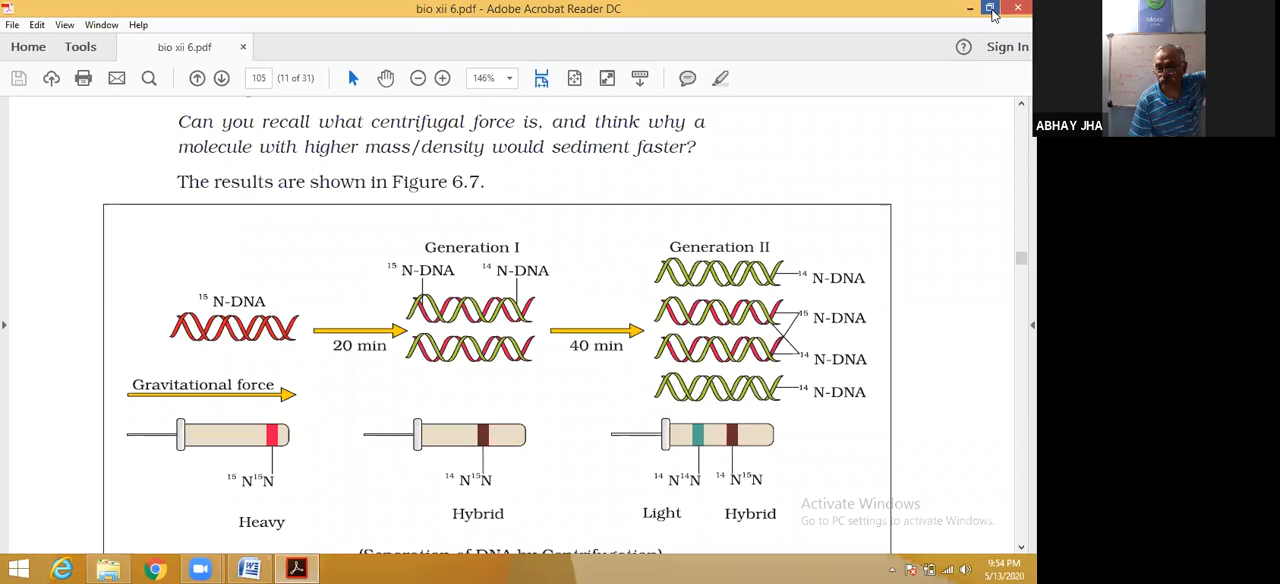 bio xii 6.pdf - Adobe Acrobat Reader DC
File Edit View Window Help
Home Tools bio xii 6.pdf × Sign In
105 (11 of 31) 146%
Can you recall what centrifugal force is, and think why a
molecule with higher mass/density would sediment faster?
The results are shown in Figure 6.7.
Generation I
Generation II
15 N-DNA
14 N-DNA
14 N-DNA
15 N-DNA
15 N-DNA
20 min
40 min
14 N-DNA
Gravitational force
14 N-DNA
15 N15N
14 N15N
14 N14N
14 N15N
Heavy
Hybrid
Light
Hybrid
(Separation of DNA by Centrifugation)
Activate Windows
Go to PC settings to activate Windows.
ABHAY JHA
9:54 PM
5/13/2020